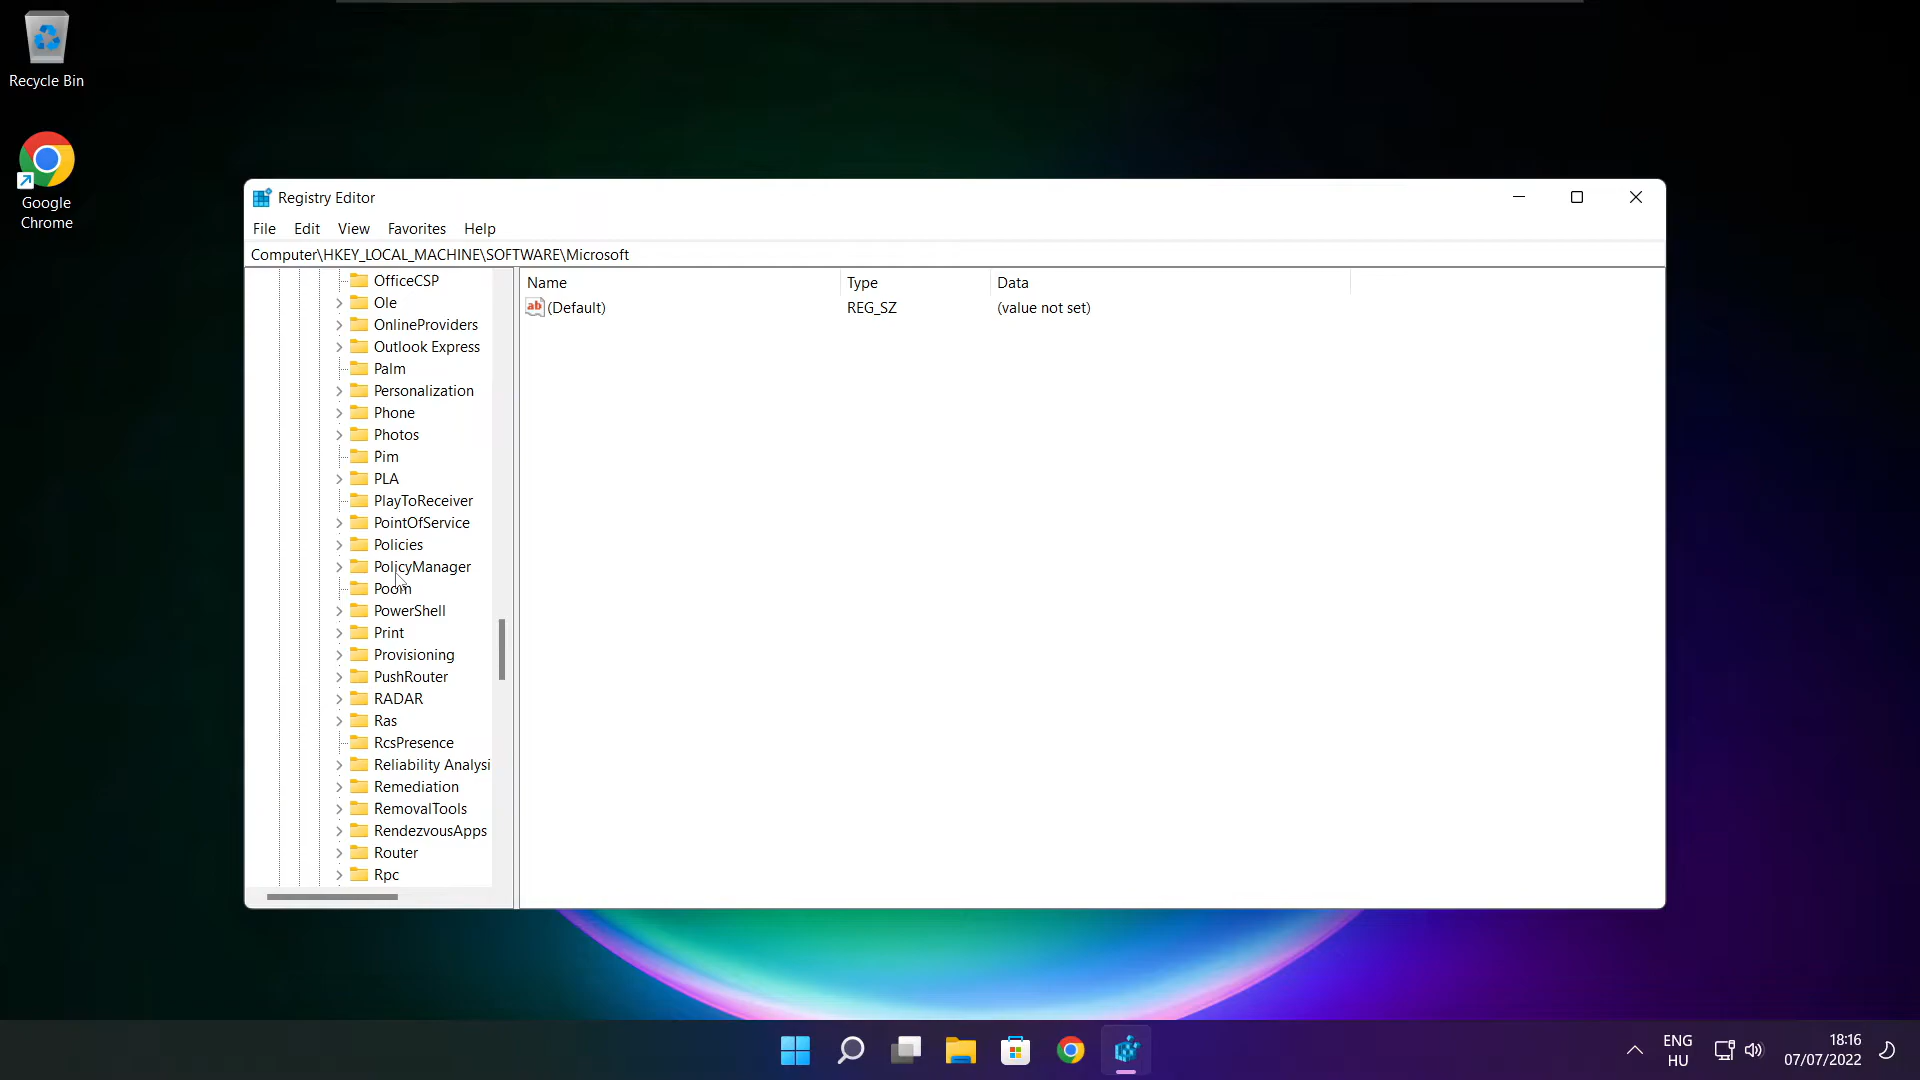 Recycle Bin
Google
Chrome
Registry Editor
File Edit View Favorites Help
Computer\HKEY_LOCAL_MACHINE\SOFTWARE\Microsoft
OfficeCSP
Ole
OnlineProviders
Outlook Express
Palm
Personalization
Phone
Photos
Pim
PLA
PlayToReceiver
PointOfService
Policies
PolicyManager
Poom
PowerShell
Print
Provisioning
PushRouter
RADAR
Ras
RcsPresence
Reliability Analysi
Remediation
RemovalTools
RendezvousApps
Router
Rpc
Name Type Data
ab (Default) REG_SZ (value not set)
ENG
HU
18:16
07/07/2022